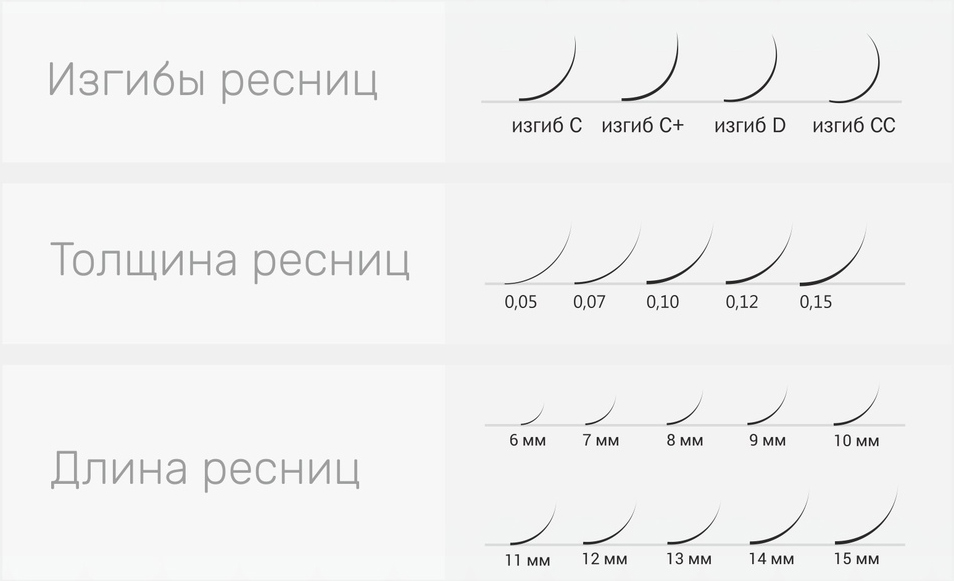 Изгибы ресниц
изгиб C изгиб C+ изгиб D изгиб CC
Толщина ресниц
0,05 0,07 0,10 0,12 0,15
Длина ресниц
6 мм 7 мм 8 мм 9 мм 10 мм
11 мм 12 мм 13 мм 14 мм 15 мм